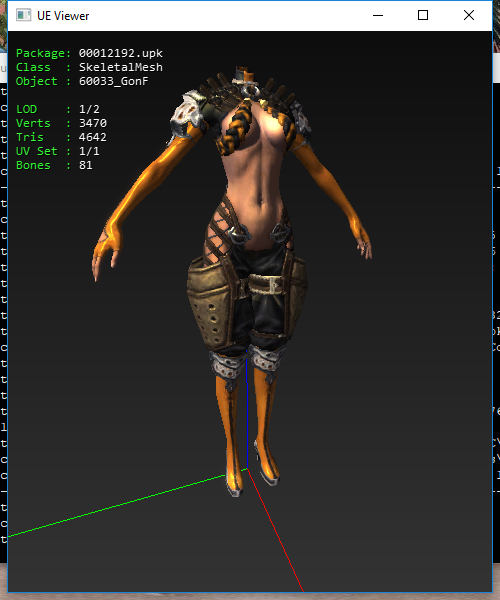 UE Viewer
Package: 00012192.upk
Class : SkeletalMesh
Object : 60033_GonF
LOD : 1/2
Verts : 3470
Tris : 4642
UV Set : 1/1
Bones : 81